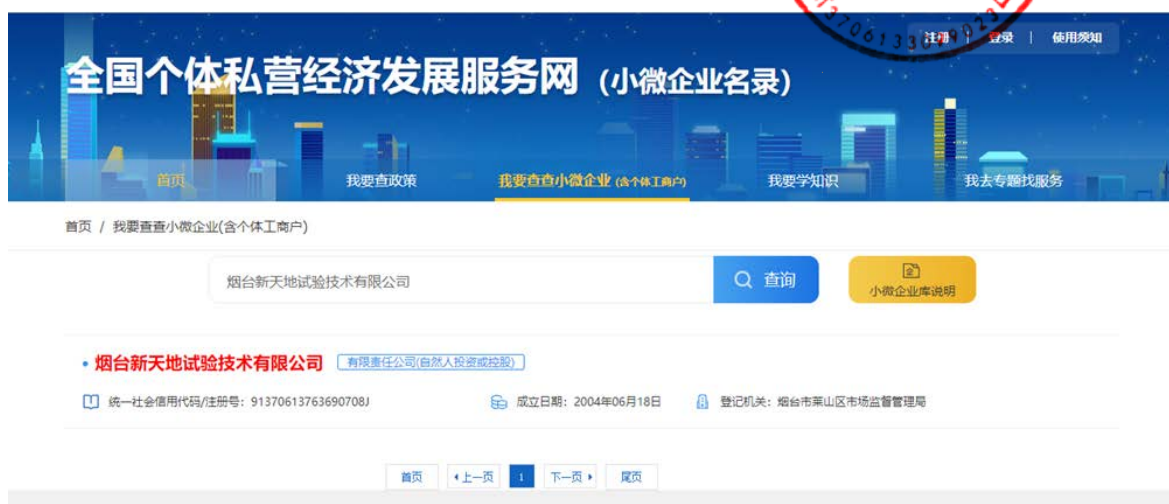 3706133049023
注册 | 登录 | 使用须知
全国个体私营经济发展服务网 (小微企业名录)
首页 我要查政策 我要查查小微企业 (含个体工商户) 我要学知识 我去专题找服务
首页 / 我要查查小微企业(含个体工商户)
烟台新天地试验技术有限公司 查询 小微企业库说明
• 烟台新天地试验技术有限公司 有限责任公司(自然人投资或控股)
统一社会信用代码/注册号：91370613763690708J 成立日期：2004年06月18日 登记机关：烟台市莱山区市场监督管理局
首页 上一页 1 下一页 尾页